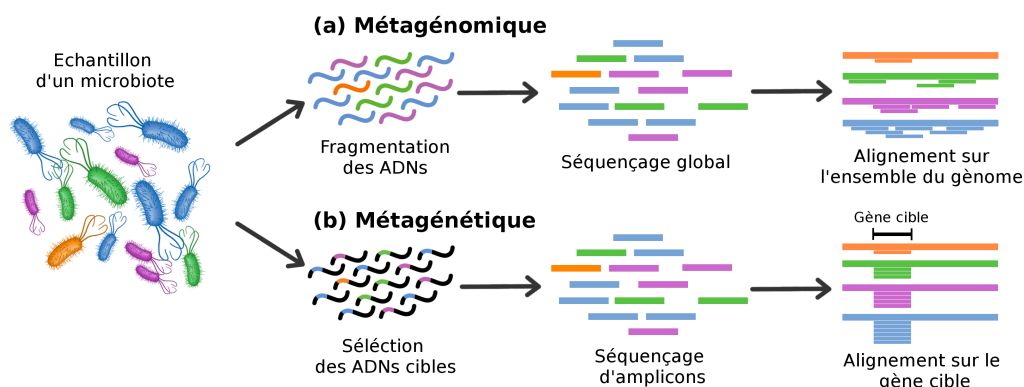 Echantillon
d'un microbiote
(a) Métagénomique
Fragmentation
des ADNs
Séquençage global
Alignement sur
l'ensemble du gènome
(b) Métagénétique
Séléction
des ADNs cibles
Séquençage
d'amplicons
Gène cible
Alignement sur le
gène cible